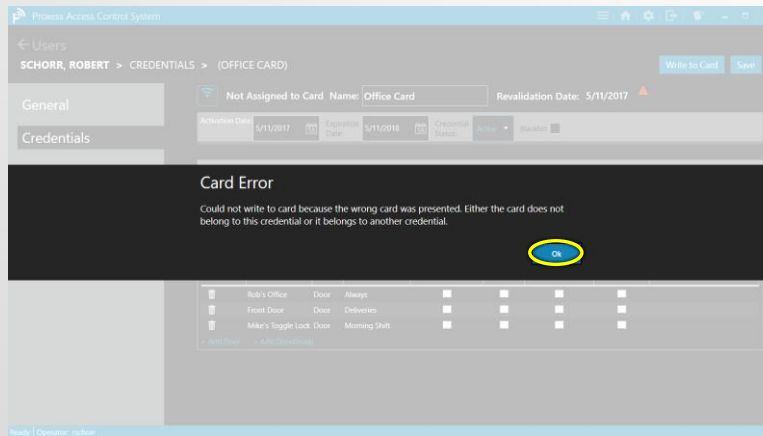 Proxess Access Control System
Users
SCHORR, ROBERT > CREDENTIALS > (OFFICE CARD)
Write to Card Save
General
Credentials
Not Assigned to Card Name: Office Card Revalidation Date: 5/11/2017
Activation Date: 5/11/2017 Expiration Date: 5/11/2018 Credential Status: Active Blocklist:
Card Error
Could not write to card because the wrong card was presented. Either the card does not
belong to this credential or it belongs to another credential.
Ok
Rob's Office Door Always
Front Door Door Deliveries
Mike's Toggle Lock Door Morning Shift
+ Add Door + Add Door Group
Ready Operator: rschorr